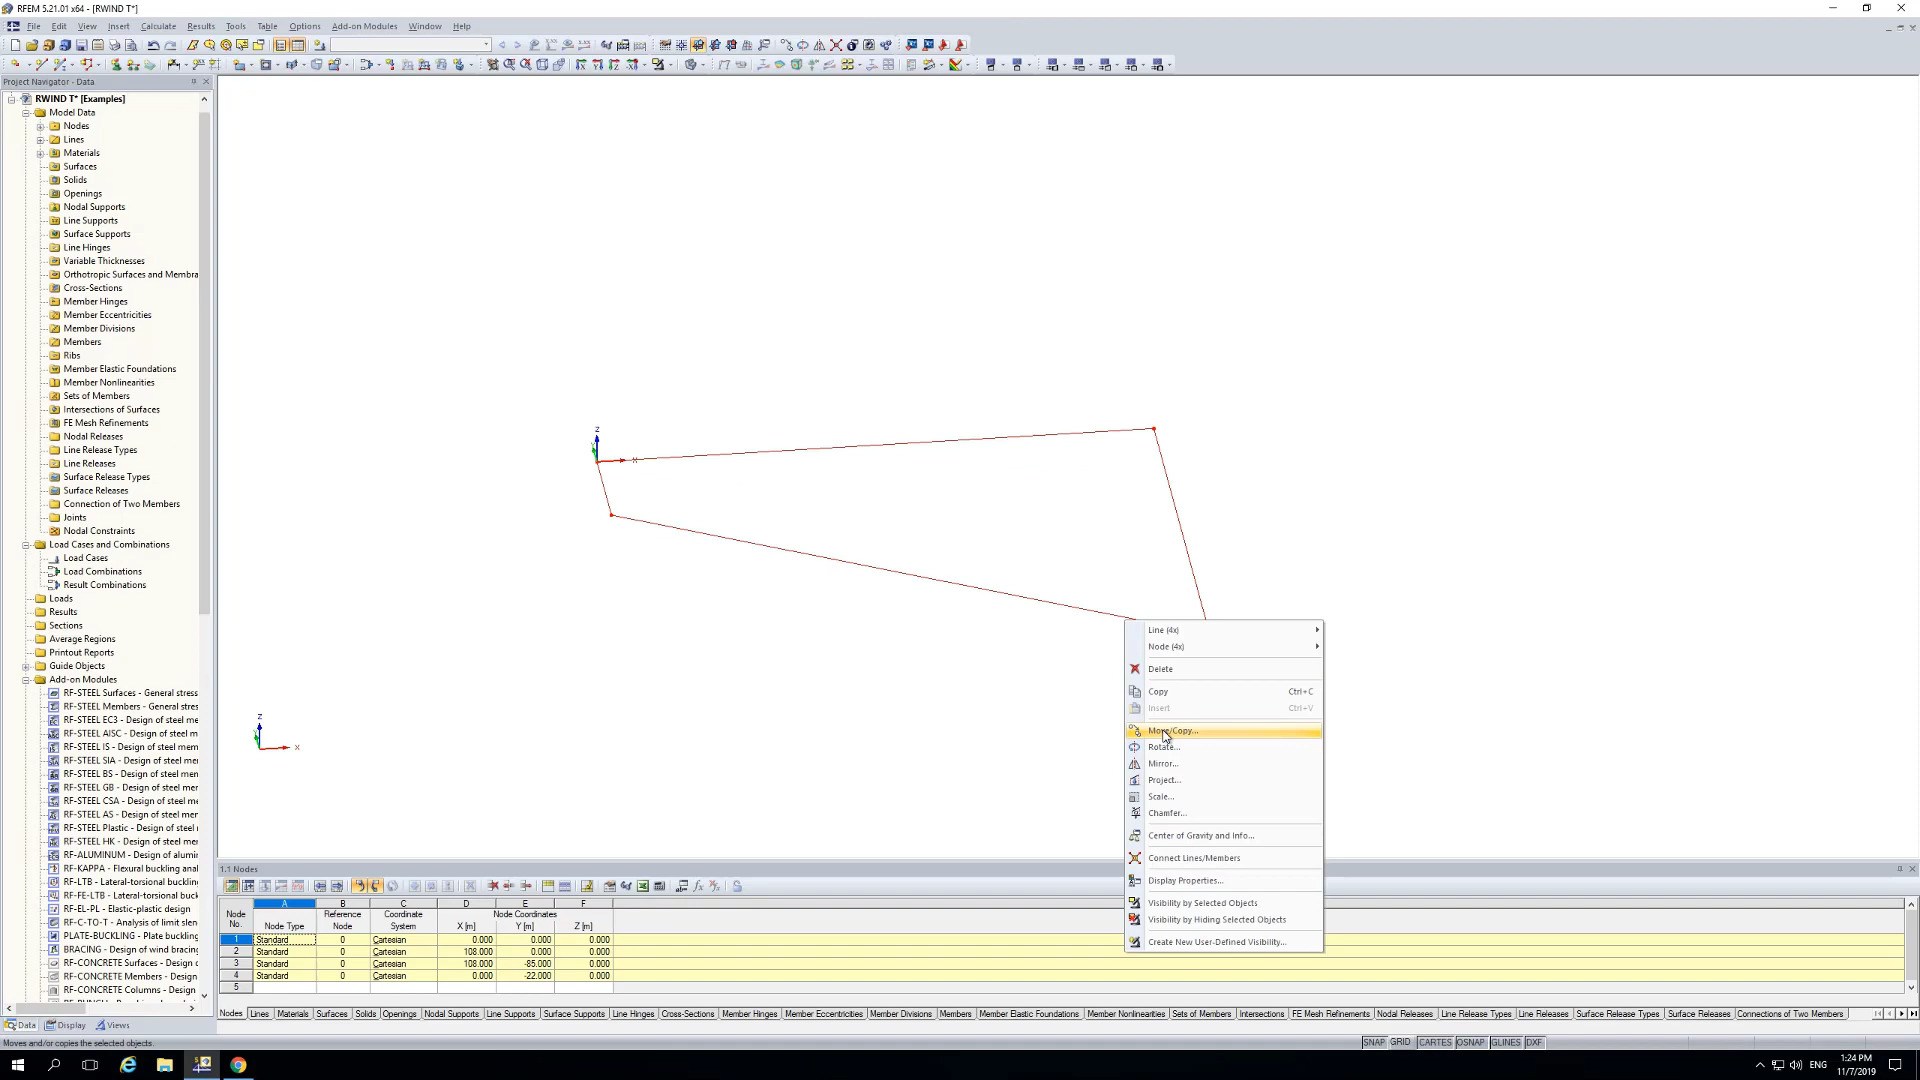 RFEM 5.21.01 x64 - [RWIND T*]
File Edit View Insert Calculate Results Tools Table Options Add-on Modules Window Help
Project Navigator - Data
RWIND T* [Examples]
Model Data
Nodes
Lines
Materials
Surfaces
Solids
Openings
Nodal Supports
Line Supports
Surface Supports
Line Hinges
Variable Thicknesses
Orthotropic Surfaces and Membra
Cross-Sections
Member Hinges
Member Eccentricities
Member Divisions
Members
Ribs
Member Elastic Foundations
Member Nonlinearities
Sets of Members
Intersections of Surfaces
FE Mesh Refinements
Nodal Releases
Line Release Types
Line Releases
Surface Release Types
Surface Releases
Connection of Two Members
Joints
Nodal Constraints
Load Cases and Combinations
Load Cases
Load Combinations
Result Combinations
Loads
Results
Sections
Average Regions
Printout Reports
Guide Objects
Add-on Modules
RF-STEEL Surfaces - General stress
RF-STEEL Members - General stres
RF-STEEL EC3 - Design of steel me
RF-STEEL AISC - Design of steel m
RF-STEEL IS - Design of steel mem
RF-STEEL SIA - Design of steel me
RF-STEEL BS - Design of steel mer
RF-STEEL GB - Design of steel mer
RF-STEEL CSA - Design of steel me
RF-STEEL AS - Design of steel mer
RF-STEEL Plastic - Design of steel r
RF-STEEL HK - Design of steel mer
RF-ALUMINUM - Design of alumir
RF-KAPPA - Flexural buckling anal
RF-LTB - Lateral-torsional buckling
RF-FE-LTB - Lateral-torsional buckl
RF-EL-PL - Elastic-plastic design
RF-C-TO-T - Analysis of limit slen
PLATE-BUCKLING - Plate buckling
BRACING - Design of wind bracing
RF-CONCRETE Surfaces - Design o
RF-CONCRETE Members - Design o
RF-CONCRETE Columns - Design
Data Display Views
Z
X
Z
X
Line (4x)
Node (4x)
Delete
Copy Ctrl+C
Insert Ctrl+V
Move/Copy...
Rotate...
Mirror...
Project...
Scale...
Chamfer...
Center of Gravity and Info...
Connect Lines/Members
Display Properties...
Visibility by Selected Objects
Visibility by Hiding Selected Objects
Create New User-Defined Visibility...
1.1 Nodes
A B C D E F
Node No. Node Type Reference Node Coordinate System Node Coordinates X [m] Y [m] Z [m]
1 Standard 0 Cartesian 0.000 0.000 0.000
2 Standard 0 Cartesian 108.000 0.000 0.000
3 Standard 0 Cartesian 108.000 -85.000 0.000
4 Standard 0 Cartesian 0.000 -22.000 0.000
5
Nodes Lines Materials Surfaces Solids Openings Nodal Supports Line Supports Surface Supports Line Hinges Cross-Sections Member Hinges Member Eccentricities Member Divisions Members Member Elastic Foundations Member Nonlinearities Sets of Members Intersections FE Mesh Refinements Nodal Releases Line Release Types Line Releases Surface Release Types Surface Releases Connections of Two Members
Moves and/or copies the selected objects.
SNAP GRID CARTES OSNAP GLINES DXF
ENG 1:24 PM
11/7/2019